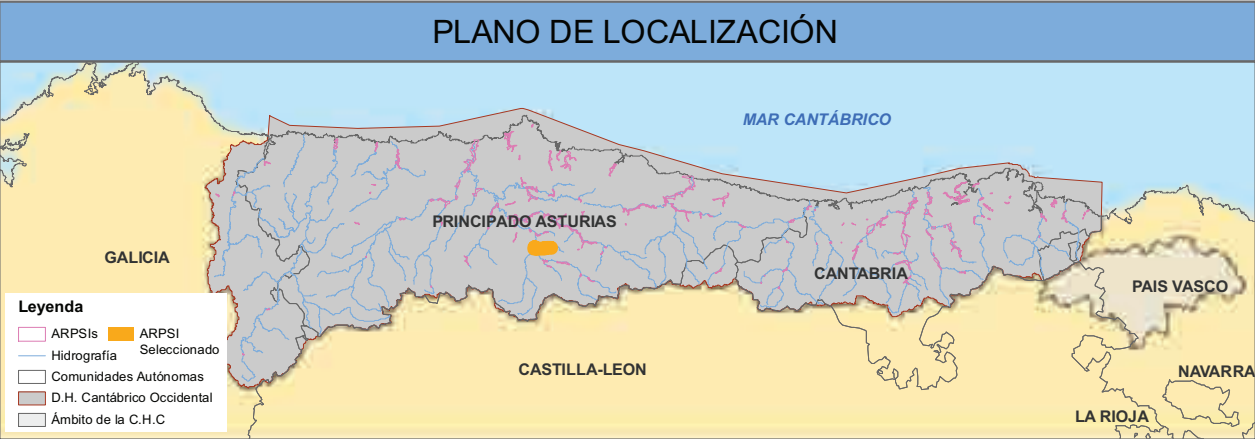 PLANO DE LOCALIZACIÓN
MAR CANTÁBRICO
PRINCIPADO ASTURIAS
GALICIA
CANTABRIA
PAIS VASCO
CASTILLA-LEON
NAVARRA
LA RIOJA
Leyenda
ARPSIs
ARPSI
Seleccionado
Hidrografía
Comunidades Autónomas
D.H. Cantábrico Occidental
Ámbito de la C.H.C